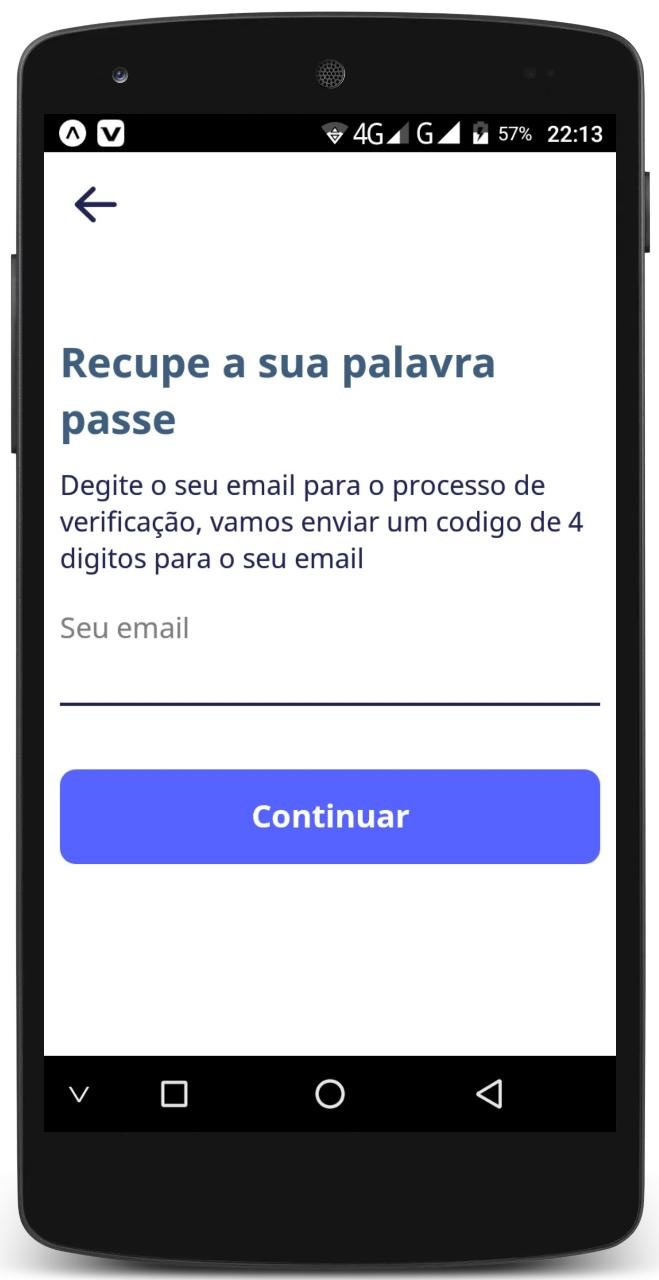 4G G 57% 22:13
Recupe a sua palavra
passe
Degite o seu email para o processo de
verificação, vamos enviar um codigo de 4
digitos para o seu email
Seu email
Continuar